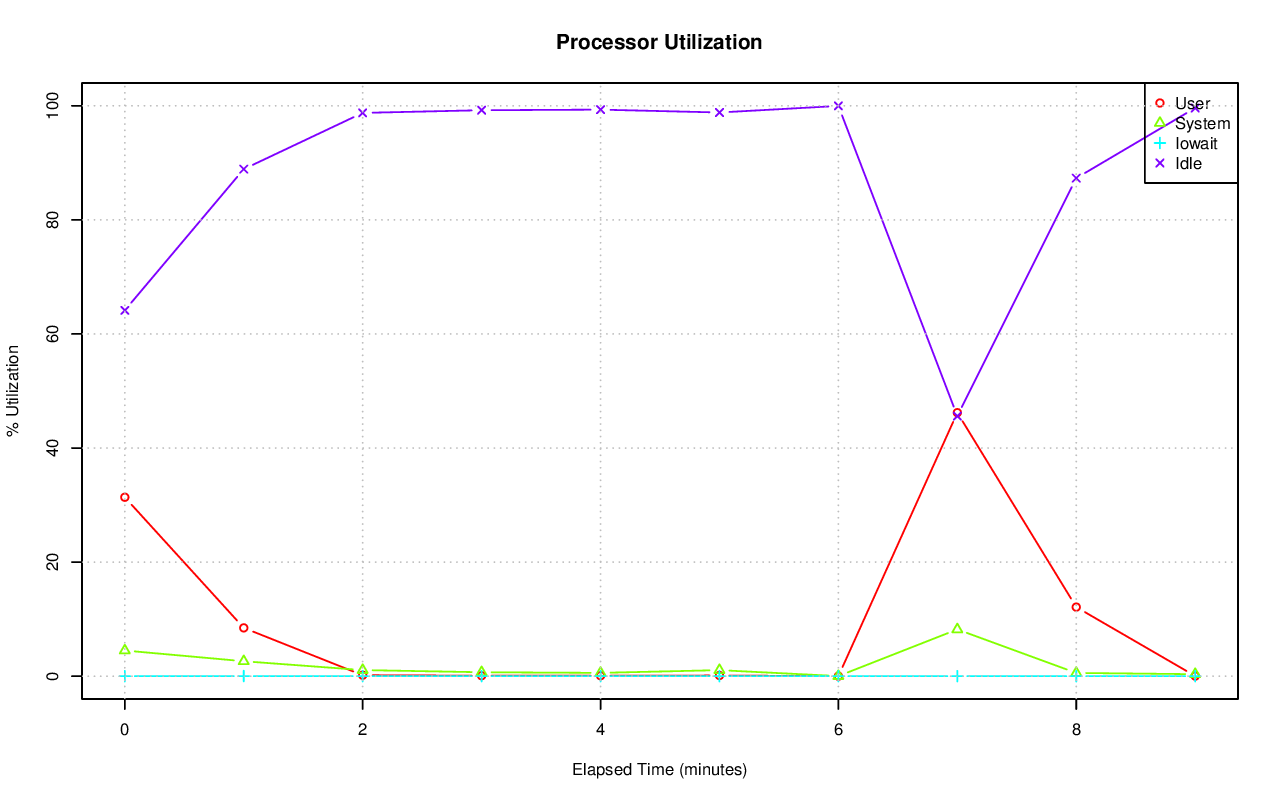 Processor Utilization
100
80
60
40
20
0
% Utilization
User
System
Iowait
Idle
0 2 4 6 8
Elapsed Time (minutes)